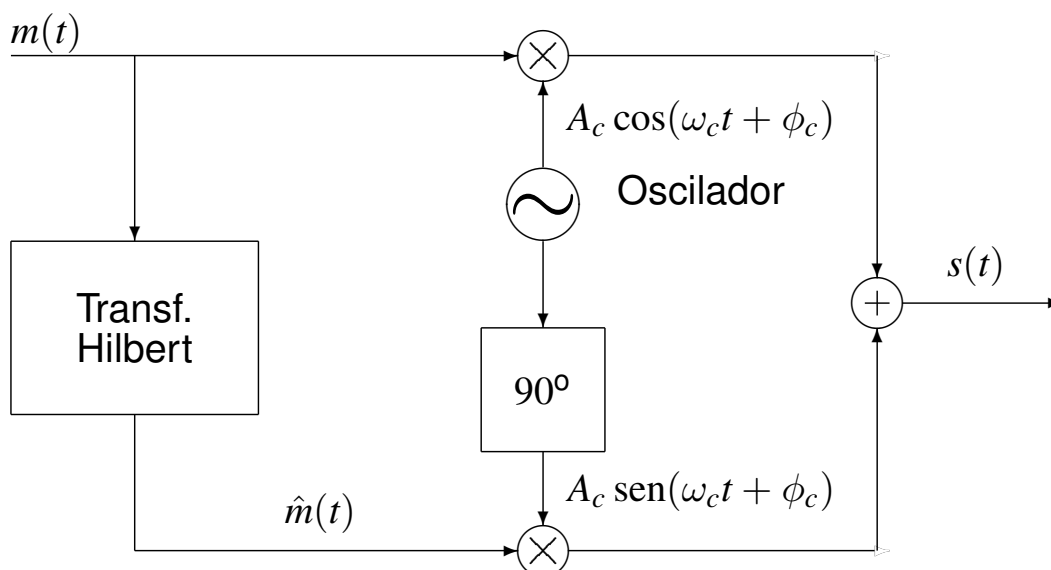 m(t)
A_c cos(ω_c t + ϕ_c)
Oscilador
s(t)
+
Transf.
Hilbert
90º
A_c sen(ω_c t + ϕ_c)
m̂(t)